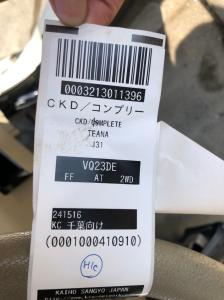 0003213011396
CKD/コンプリー
CKD/COMPLETE
TEANA
J31
VQ23DE
FF AT 2WD
241516
KC 千葉向け
(0001000410910)
H/C
KAIHO SANGYO JAPAN